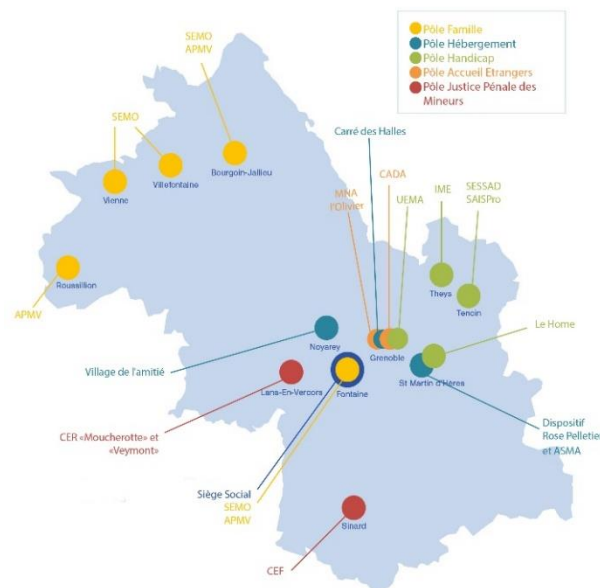 SEMO
APMV
Pôle Famille
Pôle Hébergement
Pôle Handicap
Pôle Accueil Etrangers
Pôle Justice Pénale des
Mineurs
SEMO
Carré des Halles
Bourgoin-Jallieu
Villefontaine
Vienne
MNA
l'Olivier
CADA
UEMA
IME
SESSAD
SAISPro
Roussillion
APMV
Theys
Tencin
Noyarey
Grenoble
Le Home
Village de l'amitié
Lans-En-Vercors
Fontaine
St Martin d'Hères
CER «Moucherotte» et
«Veymont»
Dispositif
Rose Pelletier
et ASMA
Siège Social
SEMO
APMV
Sinard
CEF